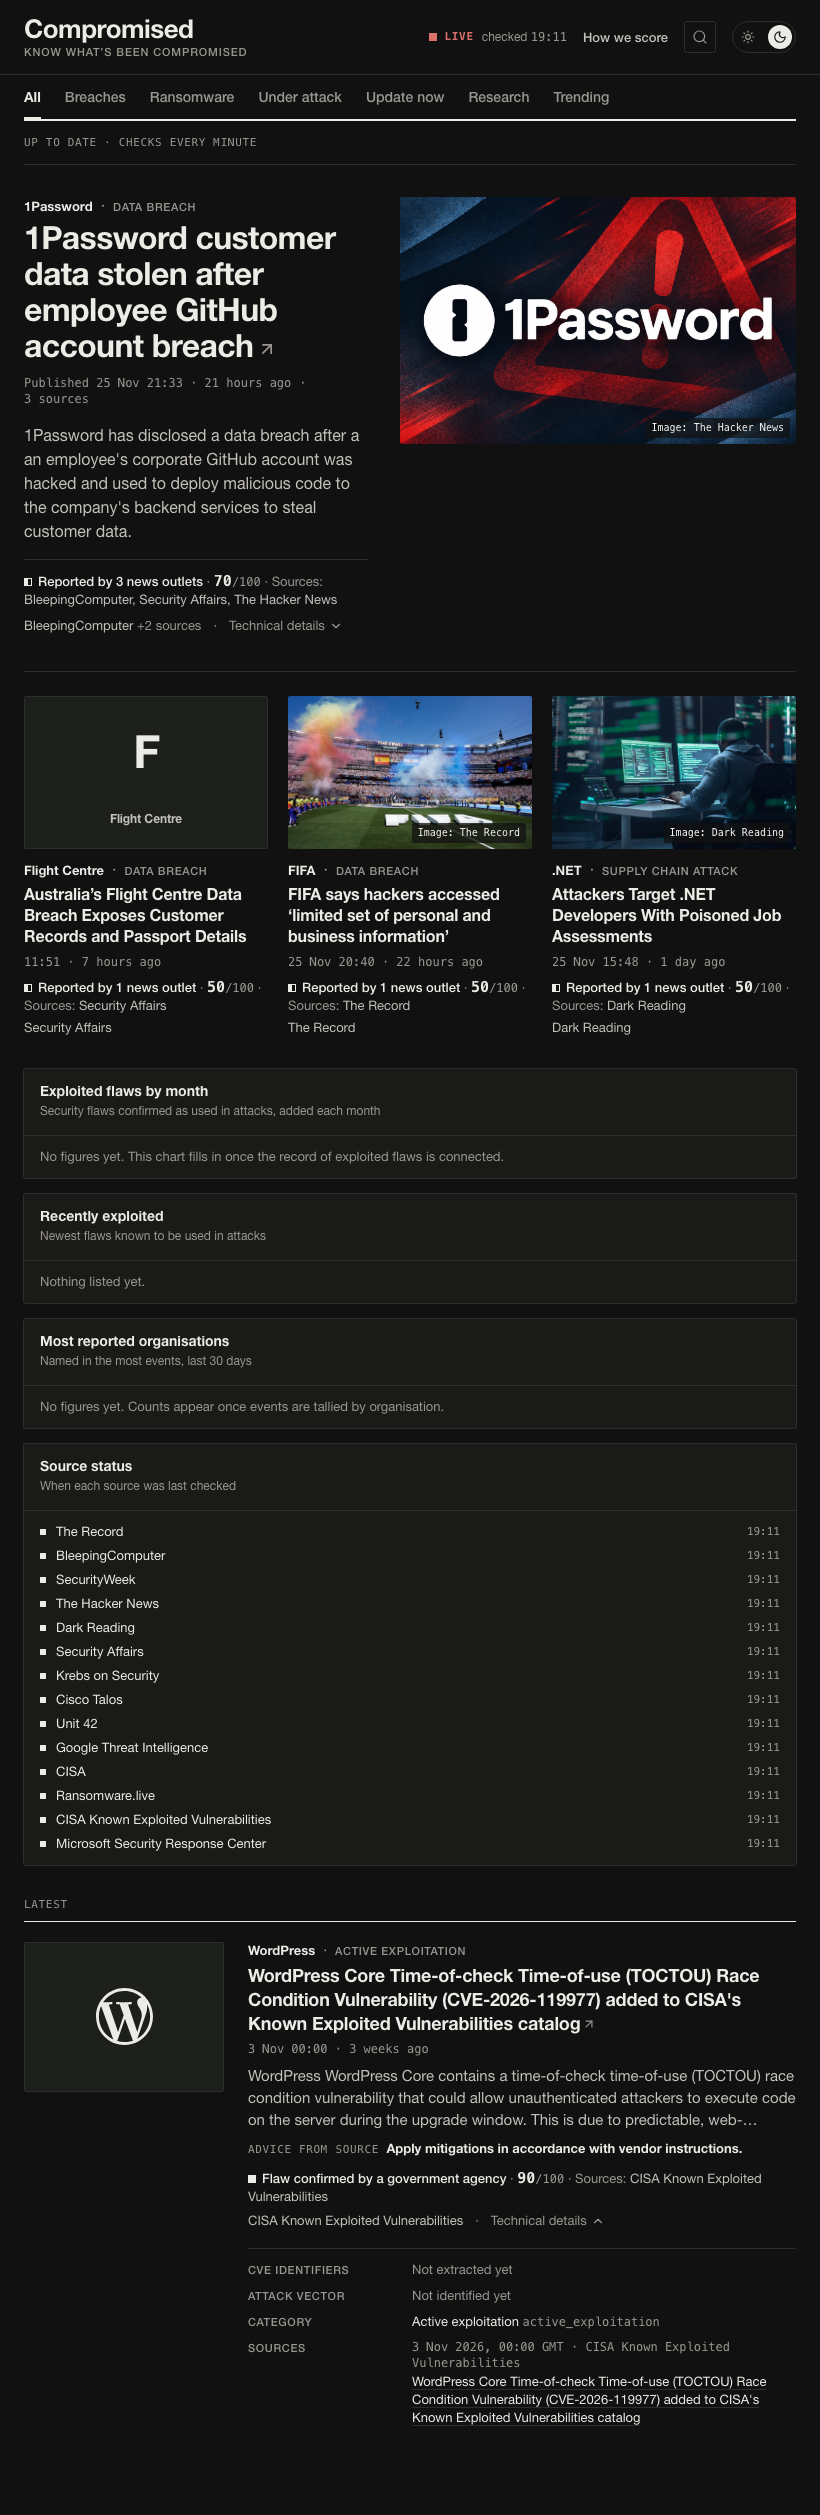 Compromised
KNOW WHAT'S BEEN COMPROMISED
LIVE checked 19:11 How we score
All Breaches Ransomware Under attack Update now Research Trending
UP TO DATE · CHECKS EVERY MINUTE
1Password · DATA BREACH
1Password customer
data stolen after
employee GitHub
account breach
Published 25 Nov 21:33 · 21 hours ago ·
3 sources
1Password has disclosed a data breach after a
an employee's corporate GitHub account was
hacked and used to deploy malicious code to
the company's backend services to steal
customer data.
1Password
Image: The Hacker News
Reported by 3 news outlets · 70/100 · Sources:
BleepingComputer, Security Affairs, The Hacker News
BleepingComputer +2 sources · Technical details
F
Flight Centre
Flight Centre · DATA BREACH
Australia’s Flight Centre Data
Breach Exposes Customer
Records and Passport Details
11:51 · 7 hours ago
Reported by 1 news outlet · 50/100 ·
Sources: Security Affairs
Security Affairs
Image: The Record
FIFA · DATA BREACH
FIFA says hackers accessed
‘limited set of personal and
business information’
25 Nov 20:40 · 22 hours ago
Reported by 1 news outlet · 50/100 ·
Sources: The Record
The Record
Image: Dark Reading
.NET · SUPPLY CHAIN ATTACK
Attackers Target .NET
Developers With Poisoned Job
Assessments
25 Nov 15:48 · 1 day ago
Reported by 1 news outlet · 50/100 ·
Sources: Dark Reading
Dark Reading
Exploited flaws by month
Security flaws confirmed as used in attacks, added each month
No figures yet. This chart fills in once the record of exploited flaws is connected.
Recently exploited
Newest flaws known to be used in attacks
Nothing listed yet.
Most reported organisations
Named in the most events, last 30 days
No figures yet. Counts appear once events are tallied by organisation.
Source status
When each source was last checked
The Record 19:11
BleepingComputer 19:11
SecurityWeek 19:11
The Hacker News 19:11
Dark Reading 19:11
Security Affairs 19:11
Krebs on Security 19:11
Cisco Talos 19:11
Unit 42 19:11
Google Threat Intelligence 19:11
CISA 19:11
Ransomware.live 19:11
CISA Known Exploited Vulnerabilities 19:11
Microsoft Security Response Center 19:11
LATEST
WordPress · ACTIVE EXPLOITATION
WordPress Core Time-of-check Time-of-use (TOCTOU) Race
Condition Vulnerability (CVE-2026-119977) added to CISA's
Known Exploited Vulnerabilities catalog
3 Nov 00:00 · 3 weeks ago
WordPress WordPress Core contains a time-of-check time-of-use (TOCTOU) race
condition vulnerability that could allow unauthenticated attackers to execute code
on the server during the upgrade window. This is due to predictable, web-…
ADVICE FROM SOURCE Apply mitigations in accordance with vendor instructions.
Flaw confirmed by a government agency · 90/100 · Sources: CISA Known Exploited
Vulnerabilities
CISA Known Exploited Vulnerabilities · Technical details
CVE IDENTIFIERS Not extracted yet
ATTACK VECTOR Not identified yet
CATEGORY Active exploitation active_exploitation
SOURCES 3 Nov 2026, 00:00 GMT · CISA Known Exploited
Vulnerabilities
WordPress Core Time-of-check Time-of-use (TOCTOU) Race
Condition Vulnerability (CVE-2026-119977) added to CISA's
Known Exploited Vulnerabilities catalog